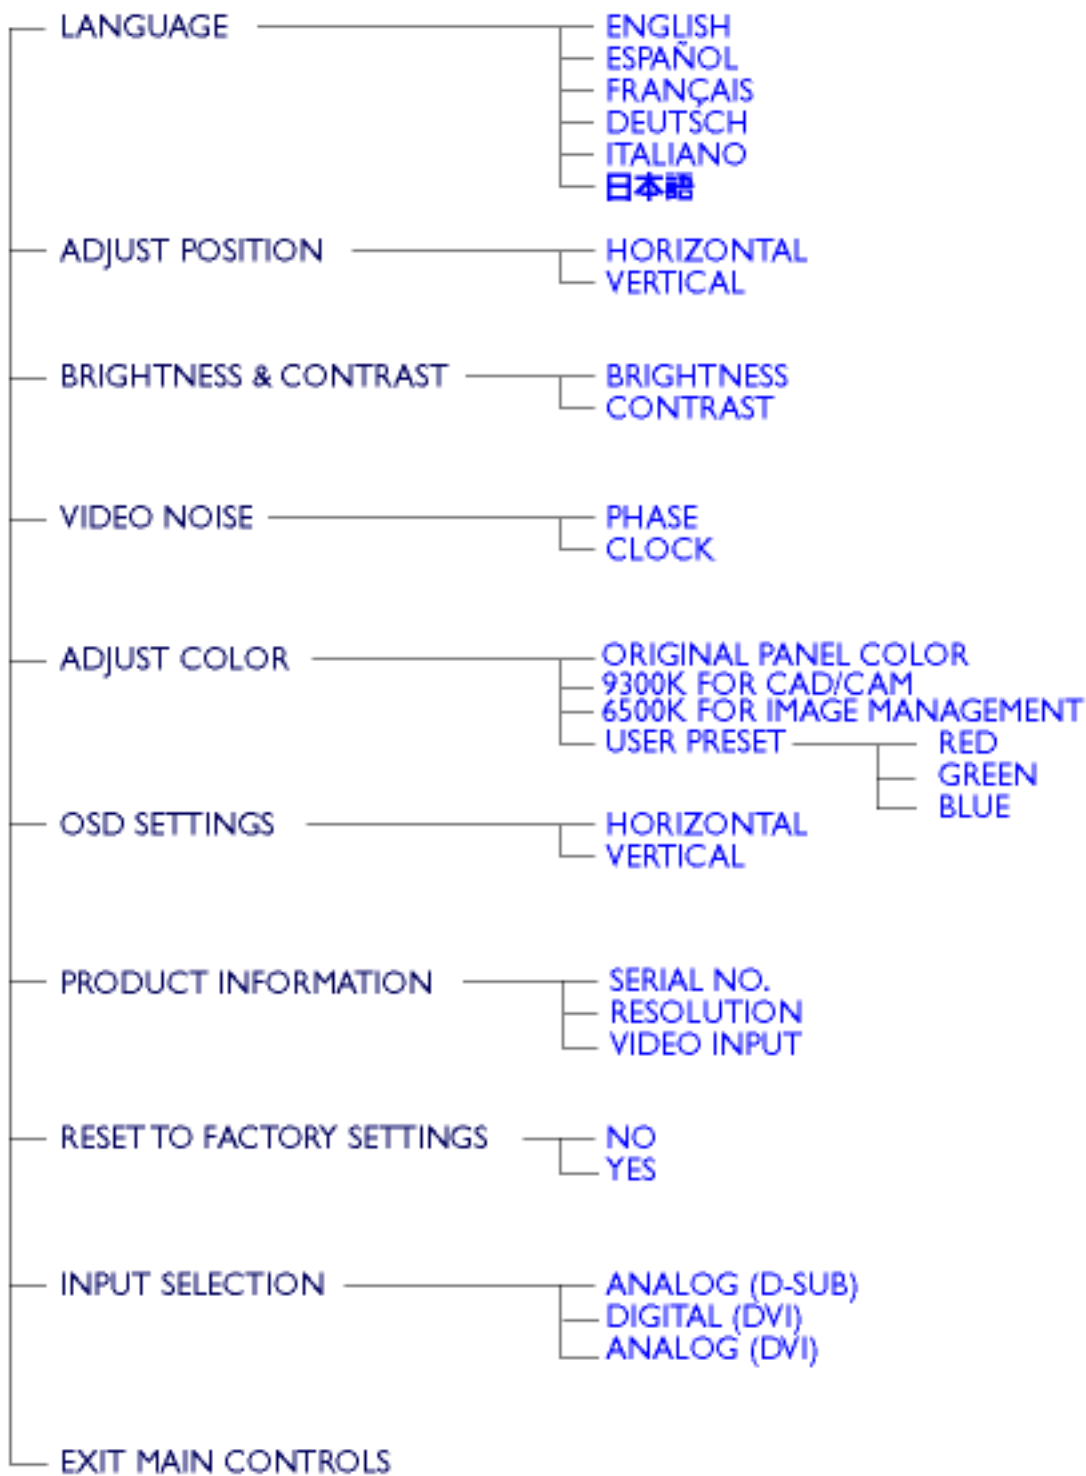 LANGUAGE ENGLISH
ESPAÑOL
FRANÇAIS
DEUTSCH
ITALIANO
日本語
ADJUST POSITION HORIZONTAL
VERTICAL
BRIGHTNESS & CONTRAST BRIGHTNESS
CONTRAST
VIDEO NOISE PHASE
CLOCK
ADJUST COLOR ORIGINAL PANEL COLOR
9300K FOR CAD/CAM
6500K FOR IMAGE MANAGEMENT
USER PRESET RED
GREEN
BLUE
OSD SETTINGS HORIZONTAL
VERTICAL
PRODUCT INFORMATION SERIAL NO.
RESOLUTION
VIDEO INPUT
RESET TO FACTORY SETTINGS NO
YES
INPUT SELECTION ANALOG (D-SUB)
DIGITAL (DVI)
ANALOG (DVI)
EXIT MAIN CONTROLS